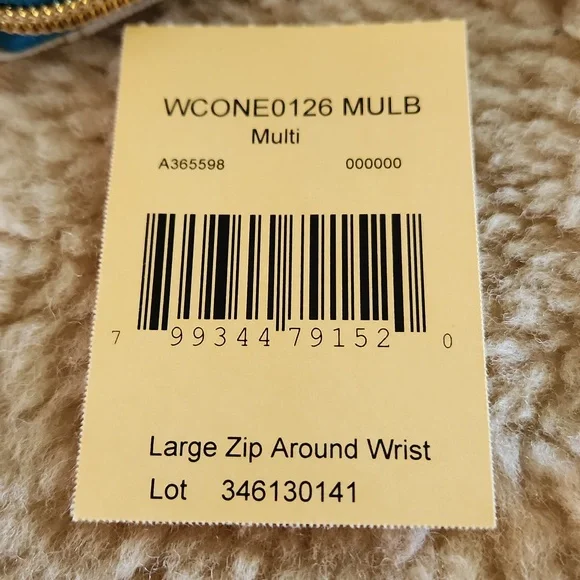 WCONE0126 MULB
Multi
A365598 000000
7 99344 79152 0
Large Zip Around Wrist
Lot 346130141